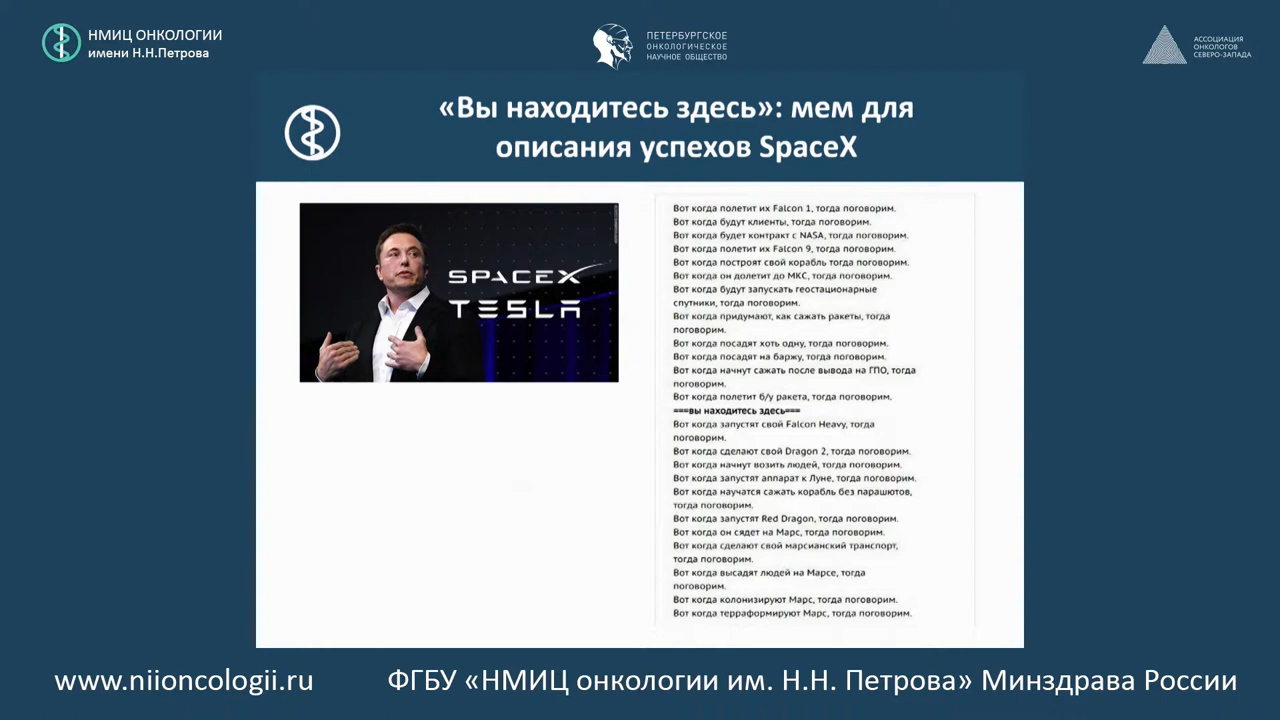 НМИЦ ОНКОЛОГИИ
имени Н.Н.Петрова
ПЕТЕРБУРГСКОЕ
ОНКОЛОГИЧЕСКОЕ
НАУЧНОЕ ОБЩЕСТВО
АССОЦИАЦИЯ
ОНКОЛОГОВ
СЕВЕРО-ЗАПАДА
«Вы находитесь здесь»: мем для
описания успехов SpaceX
SPACEX
TESLA
Вот когда полетит их Falcon 1, тогда поговорим.
Вот когда будут клиенты, тогда поговорим.
Вот когда будет контракт с NASA, тогда поговорим.
Вот когда полетит их Falcon 9, тогда поговорим.
Вот когда построят свой корабль тогда поговорим.
Вот когда он долетит до МКС, тогда поговорим.
Вот когда будут запускать геостационарные
спутники, тогда поговорим.
Вот когда придумают, как сажать ракеты, тогда
поговорим.
Вот когда посадят хоть одну, тогда поговорим.
Вот когда посадят на баржу, тогда поговорим.
Вот когда начнут сажать после вывода на ГПО, тогда
поговорим.
Вот когда полетит б/у ракета, тогда поговорим.
===вы находитесь здесь===
Вот когда запустят свой Falcon Heavy, тогда
поговорим.
Вот когда сделают свой Dragon 2, тогда поговорим.
Вот когда начнут возить людей, тогда поговорим.
Вот когда запустят аппарат к Луне, тогда поговорим.
Вот когда научатся сажать корабль без парашютов,
тогда поговорим.
Вот когда запустят Red Dragon, тогда поговорим.
Вот когда он сядет на Марс, тогда поговорим.
Вот когда сделают свой марсианский транспорт,
тогда поговорим.
Вот когда высадят людей на Марсе, тогда
поговорим.
Вот когда колонизируют Марс, тогда поговорим.
Вот когда терраформируют Марс, тогда поговорим.
www.niioncologii.ru
ФГБУ «НМИЦ онкологии им. Н.Н. Петрова» Минздрава России